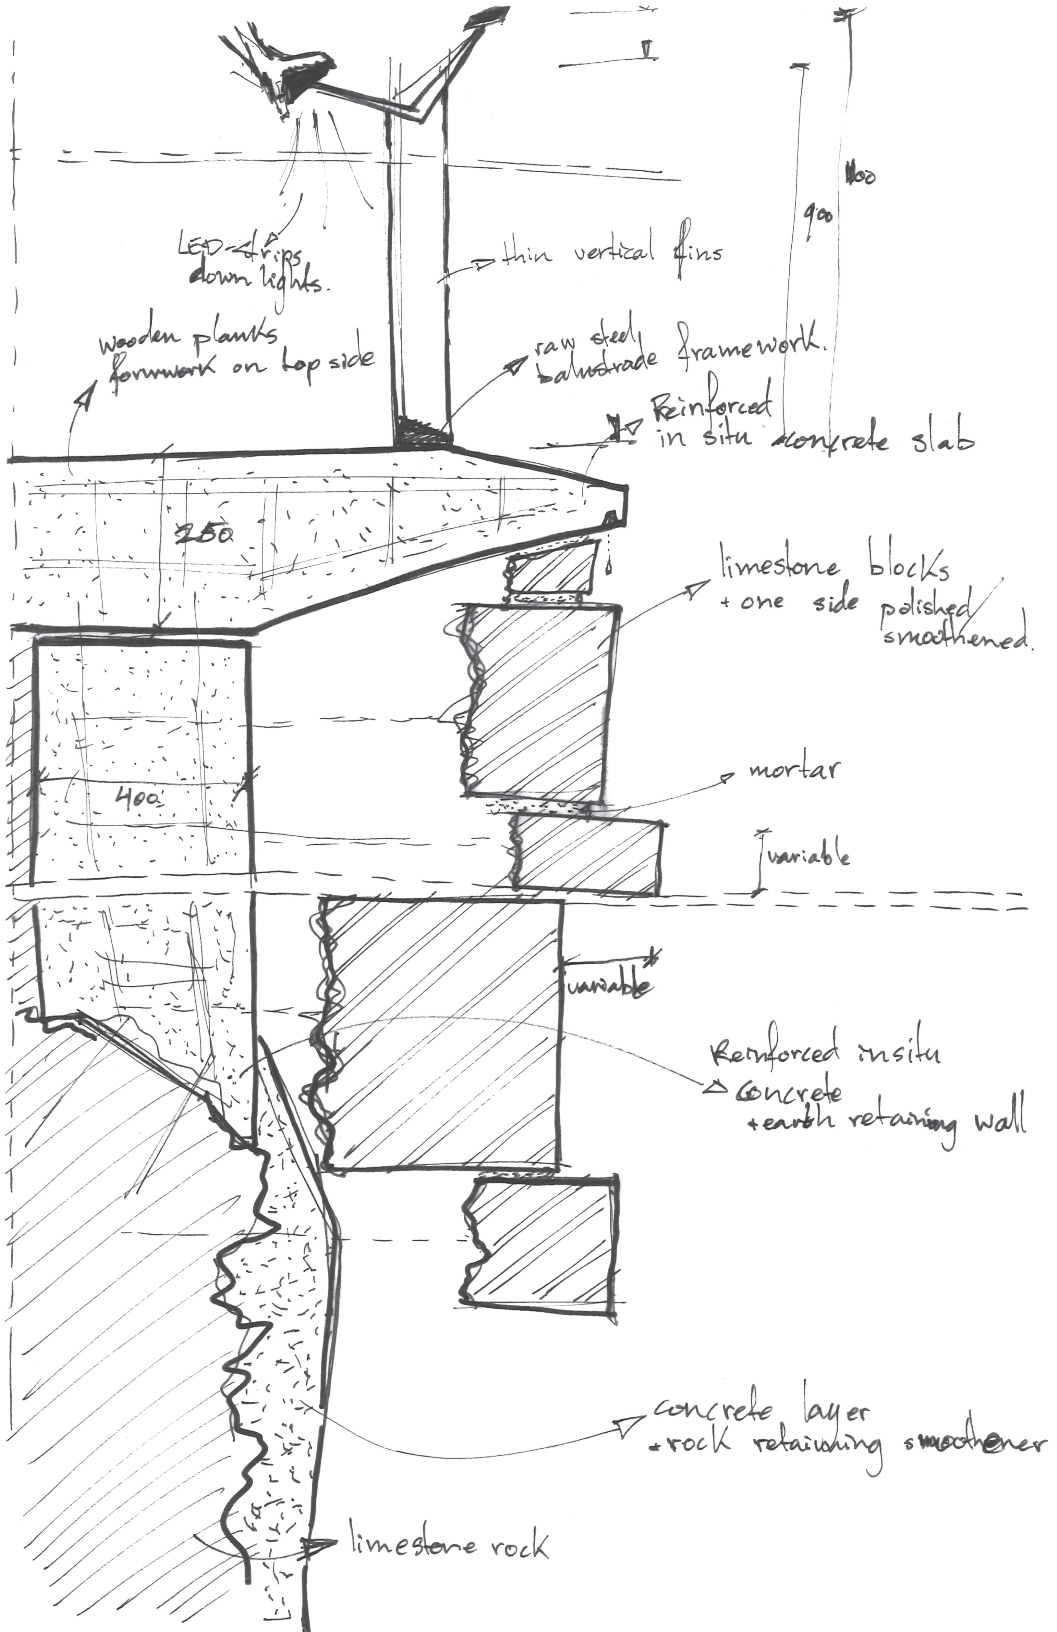 1100
900
LED-strips
down lights.
thin vertical fins
wooden planks
formwork on top side
raw steel
balustrade framework.
Reinforced
in situ concrete slab
250
limestone blocks
+ one side polished/
smoothened.
mortar
400
variable
variable
Reinforced insitu
concrete
+earth retaining wall
concrete layer
+rock retaining smoothener
limestone rock